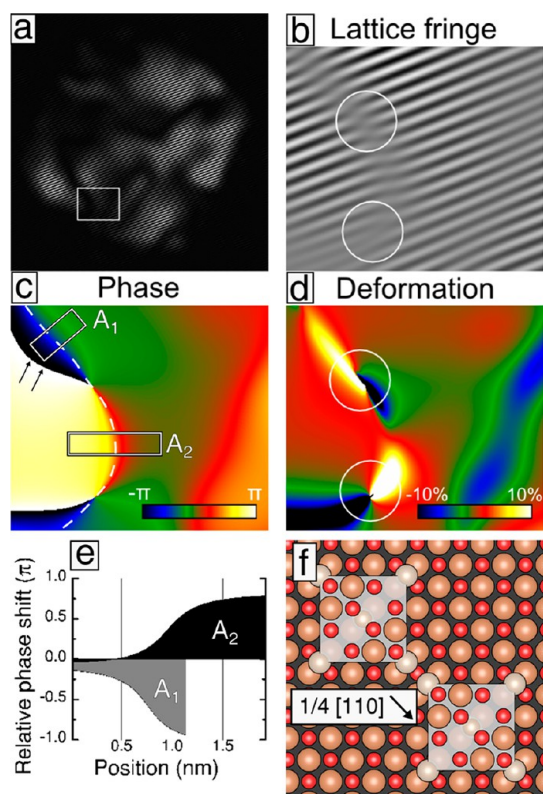 a
b Lattice fringe
c Phase
A1
A2
-π π
d Deformation
-10% 10%
e
Relative phase shift (π)
1.0
0.5
0.0
-0.5
-1.0
A2
A1
0.5 1.0 1.5
Position (nm)
f
1/4 [110]